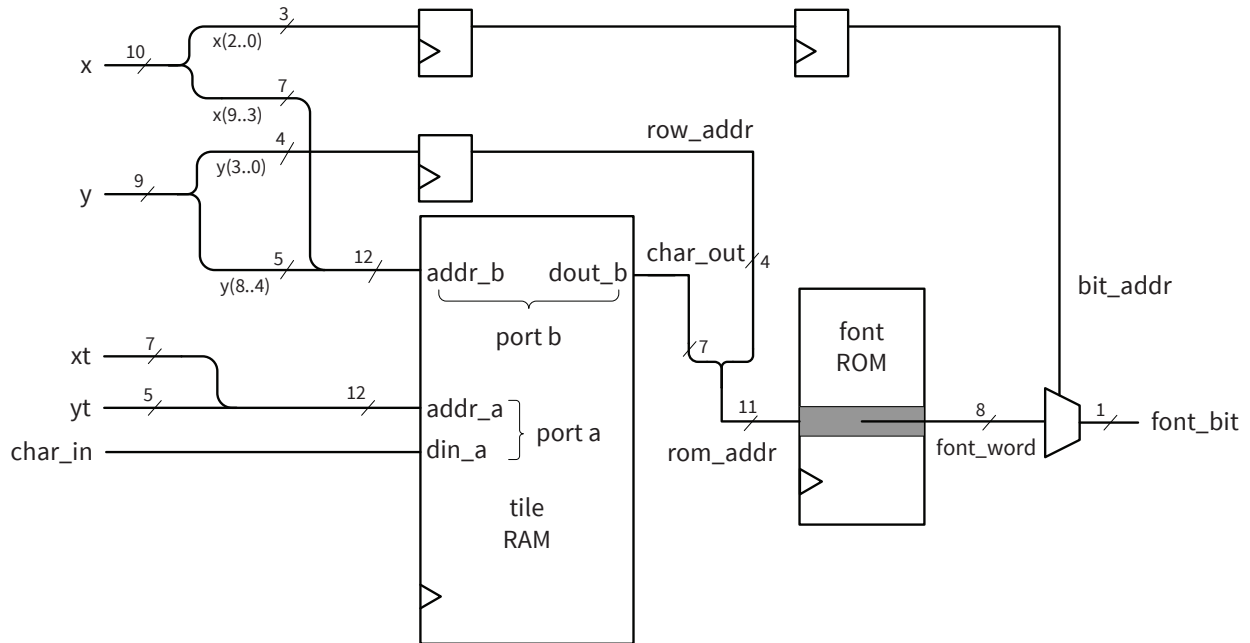 3
x(2..0)
10
x
7
x(9..3)
row_addr
4
y(3..0)
9
y
char_out
4
5
12
addr_b
dout_b
y(8..4)
bit_addr
port b
font
ROM
7
xt
7
5
12
yt
addr_a
port a
11
8
1
font_bit
char_in
din_a
rom_addr
font_word
tile
RAM